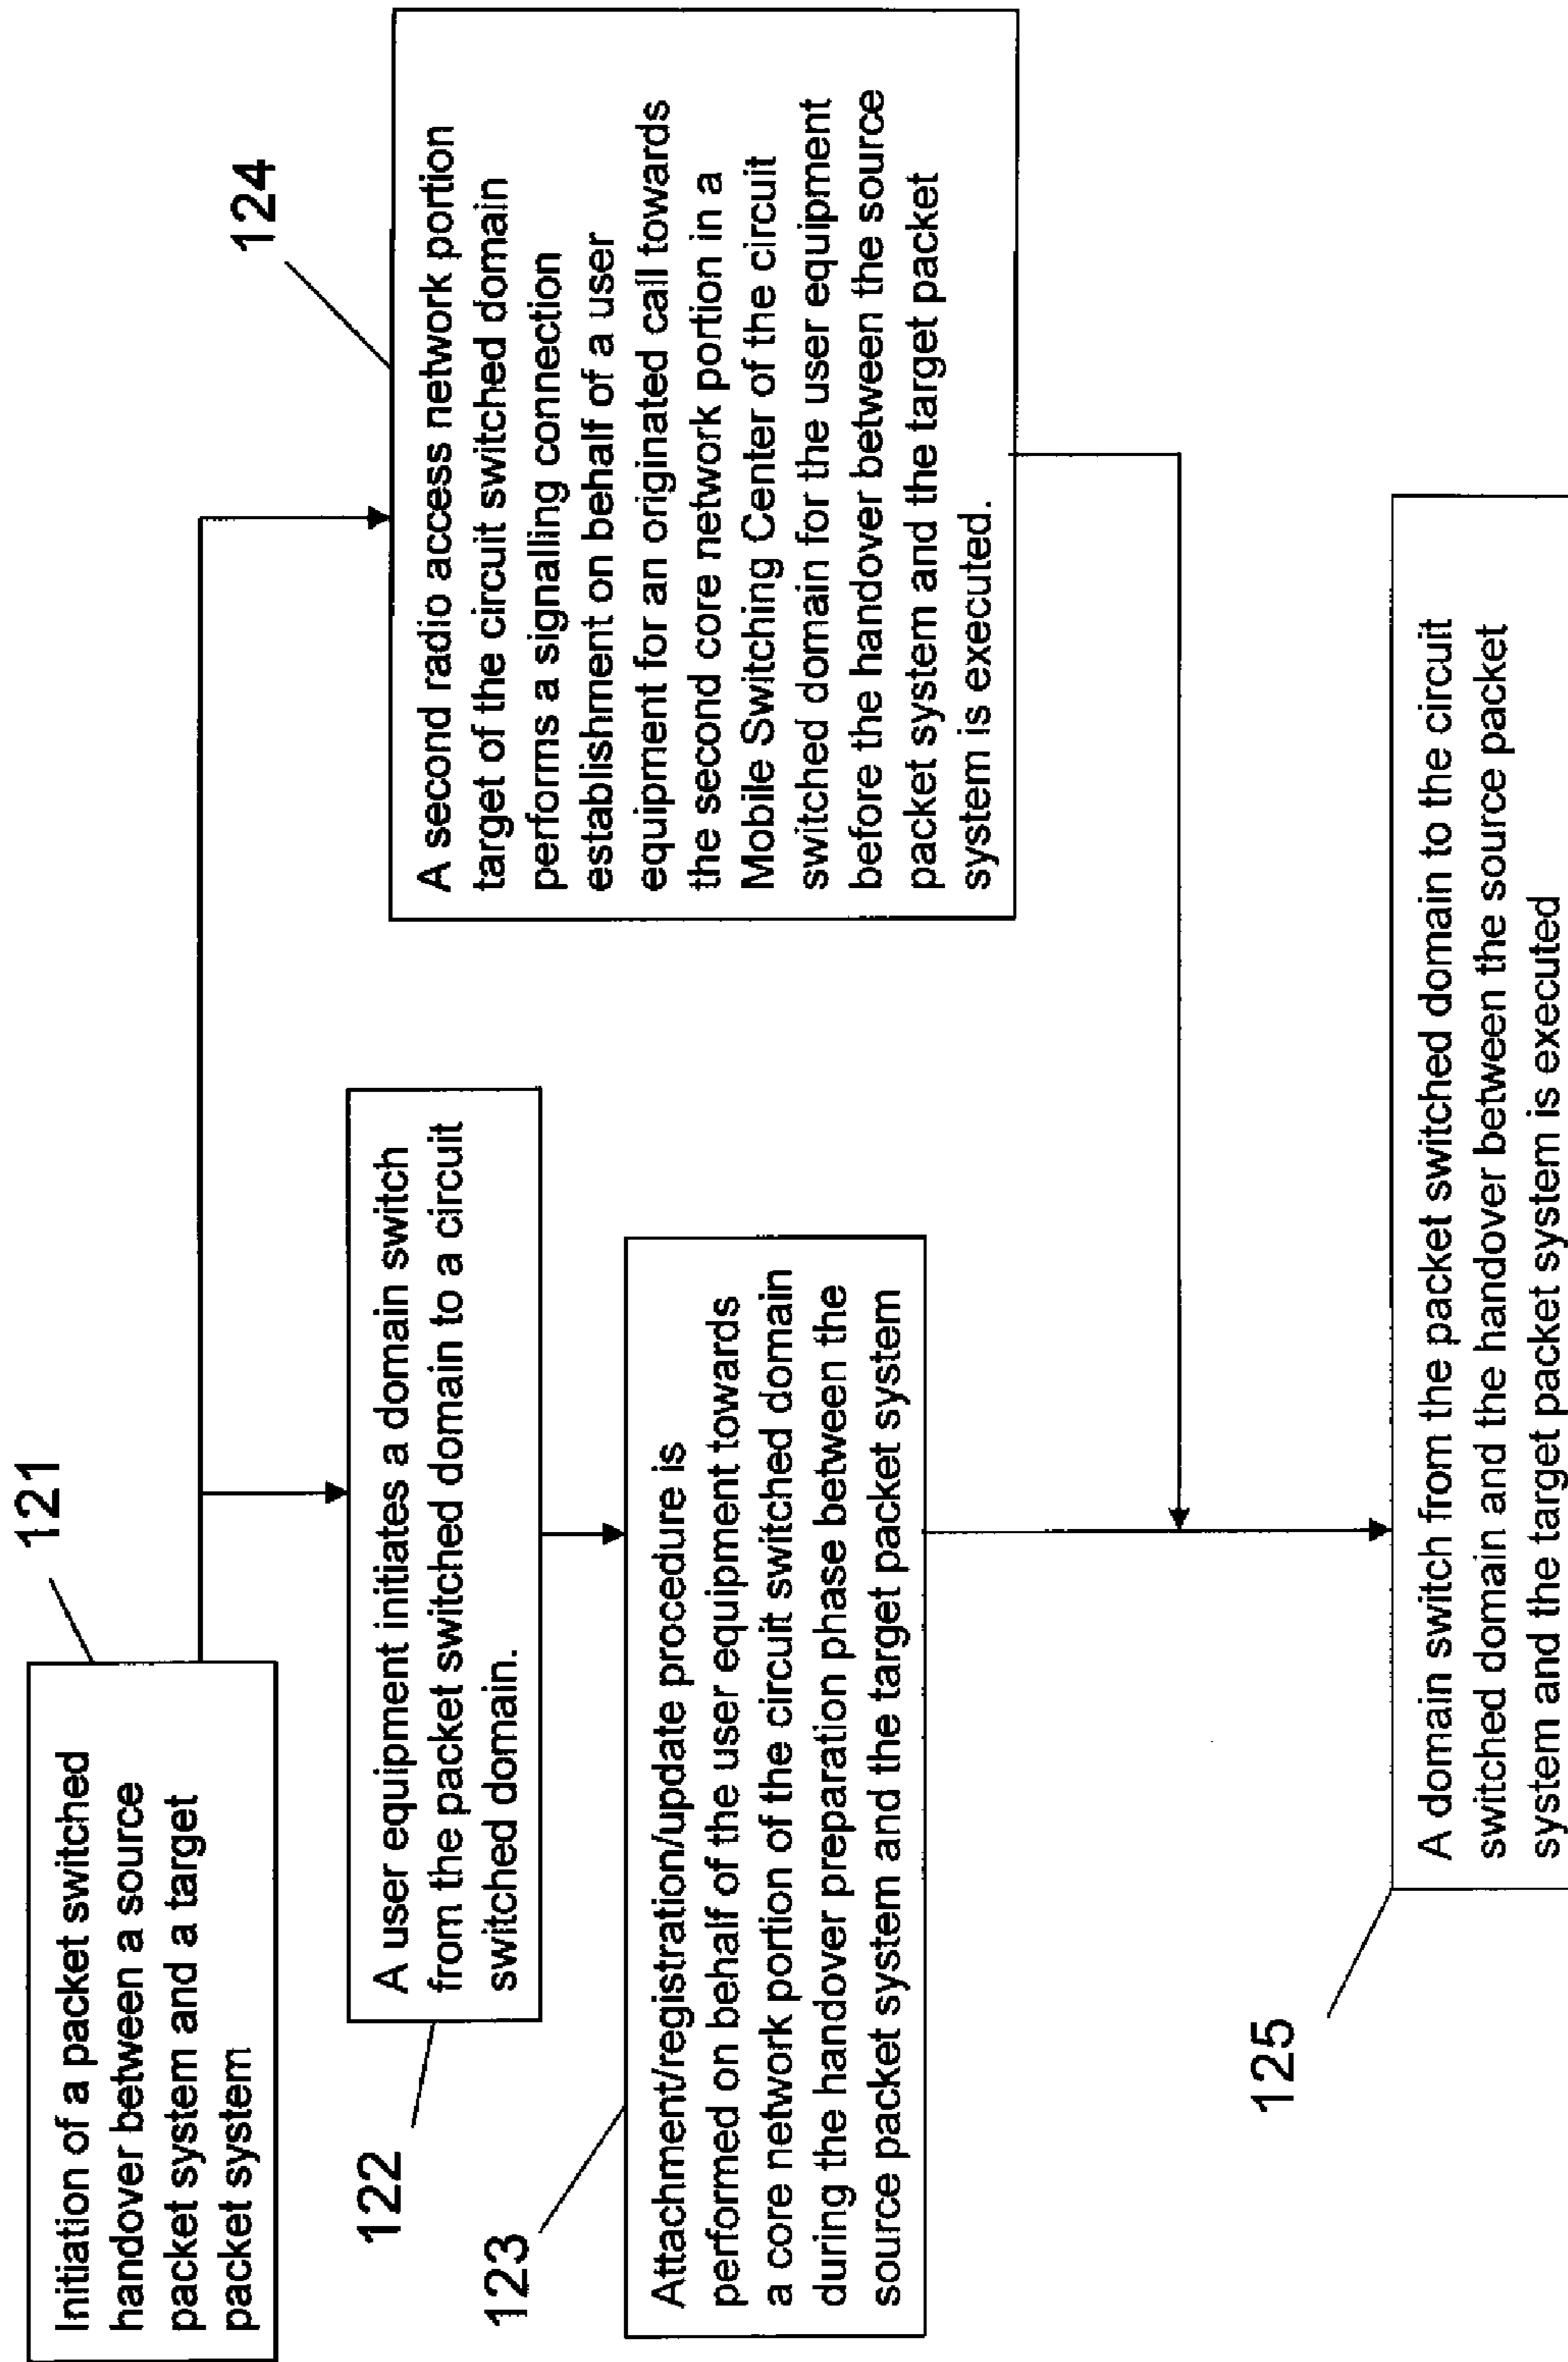 121
Initiation of a packet switched
handover between a source
packet system and a target
packet system
122
A user equipment initiates a domain switch
from the packet switched domain to a circuit
switched domain.
123
Attachment/registration/update procedure is
performed on behalf of the user equipment towards
a core network portion of the circuit switched domain
during the handover preparation phase between the
source packet system and the target packet system
124
A second radio access network portion
target of the circuit switched domain
performs a signalling connection
establishment on behalf of a user
equipment for an originated call towards
the second core network portion in a
Mobile Switching Center of the circuit
switched domain for the user equipment
before the handover between the source
packet system and the target packet
system is executed.
125
A domain switch from the packet switched domain to the circuit
switched domain and the handover between the source packet
system and the target packet system is executed